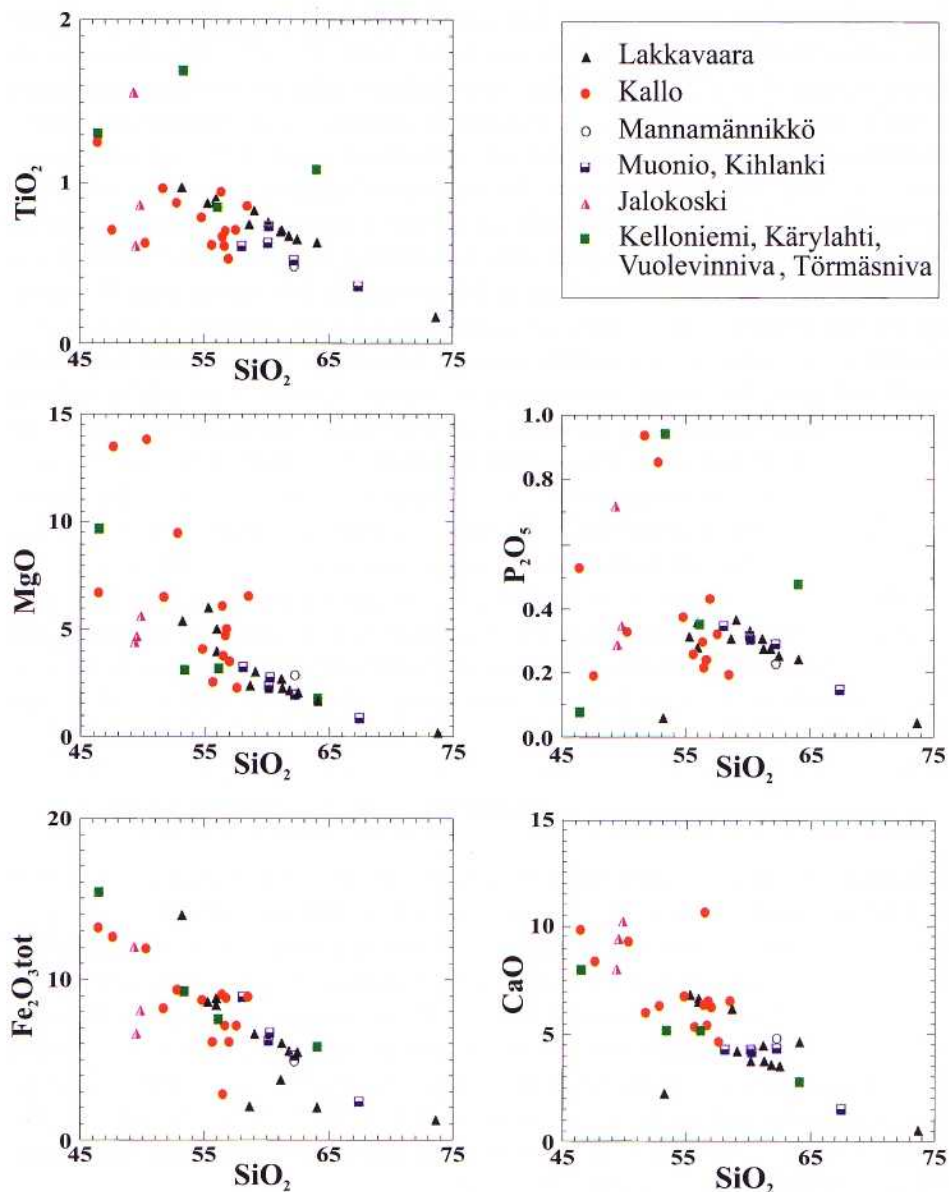 2
1
0
TiO2
45
55
65
75
SiO2
Lakkavaara
Kallo
Mannamännikkö
Muonio, Kihlanki
Jalokoski
Kelloniemi, Kärylahti,
Vuolevinniva, Törmäsniva
15
10
5
0
MgO
45
55
65
75
SiO2
1.0
0.8
0.6
0.4
0.2
0.0
P2O5
45
55
65
75
SiO2
20
10
0
Fe2O3tot
45
55
65
75
SiO2
15
10
5
0
CaO
45
55
65
75
SiO2